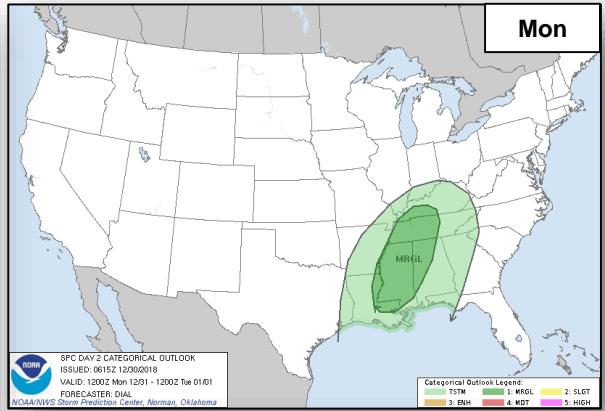 Mon
MRGL
NOAA
SPC DAY 2 CATEGORICAL OUTLOOK
ISSUED: 0615Z 12/30/2018
VALID: 1200Z Mon 12/31 - 1200Z Tue 01/01
FORECASTER: DIAL
NOAA/NWS Storm Prediction Center, Norman, Oklahoma
Categorical Outlook Legend:
TSTM 1: MRGL 2: SLGT
3: ENH 4: MDT 5: HIGH